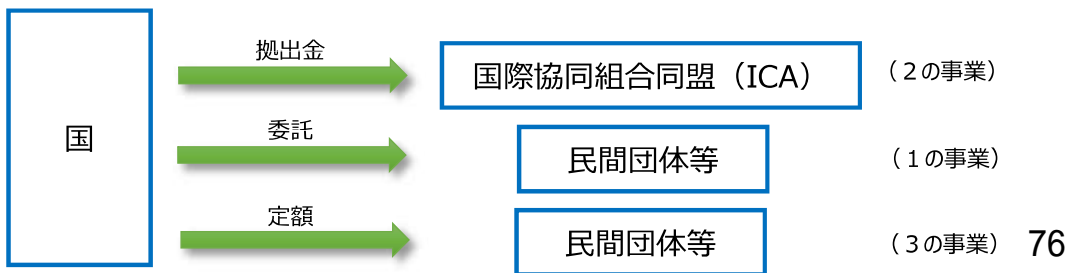 国
拠出金
国際協同組合同盟（ICA）
（２の事業）
委託
民間団体等
（１の事業）
定額
民間団体等
（３の事業）
76